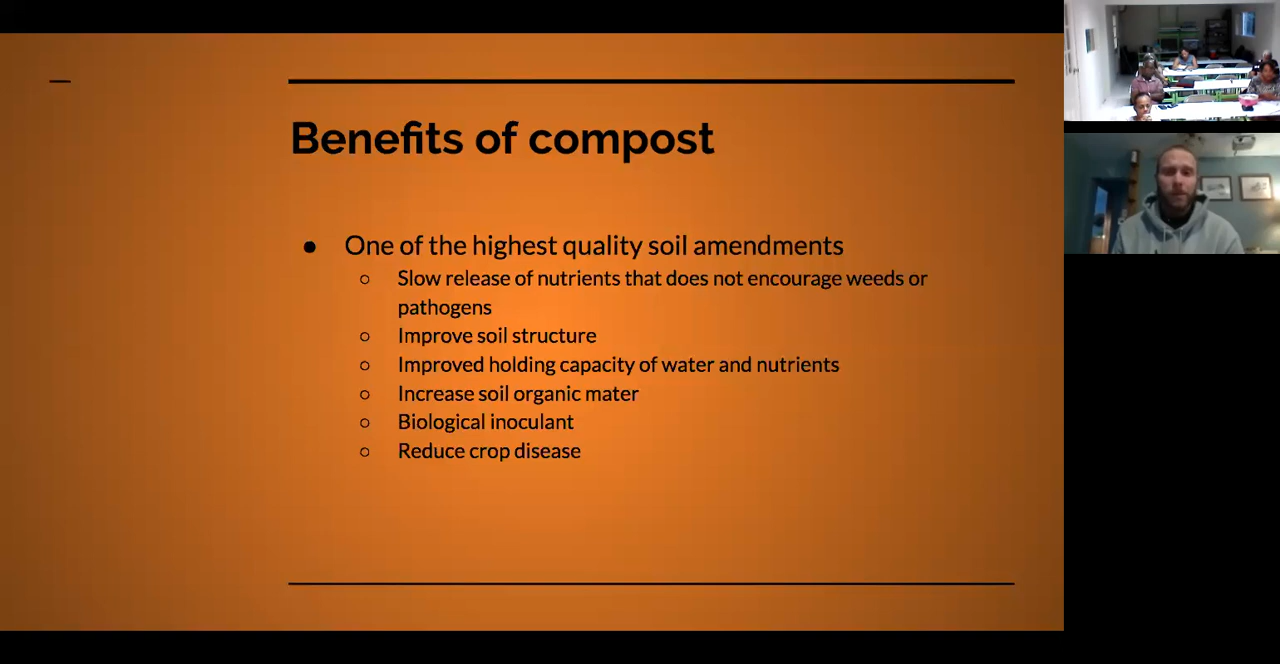 Benefits of compost
● One of the highest quality soil amendments
○ Slow release of nutrients that does not encourage weeds or
pathogens
○ Improve soil structure
○ Improved holding capacity of water and nutrients
○ Increase soil organic mater
○ Biological inoculant
○ Reduce crop disease